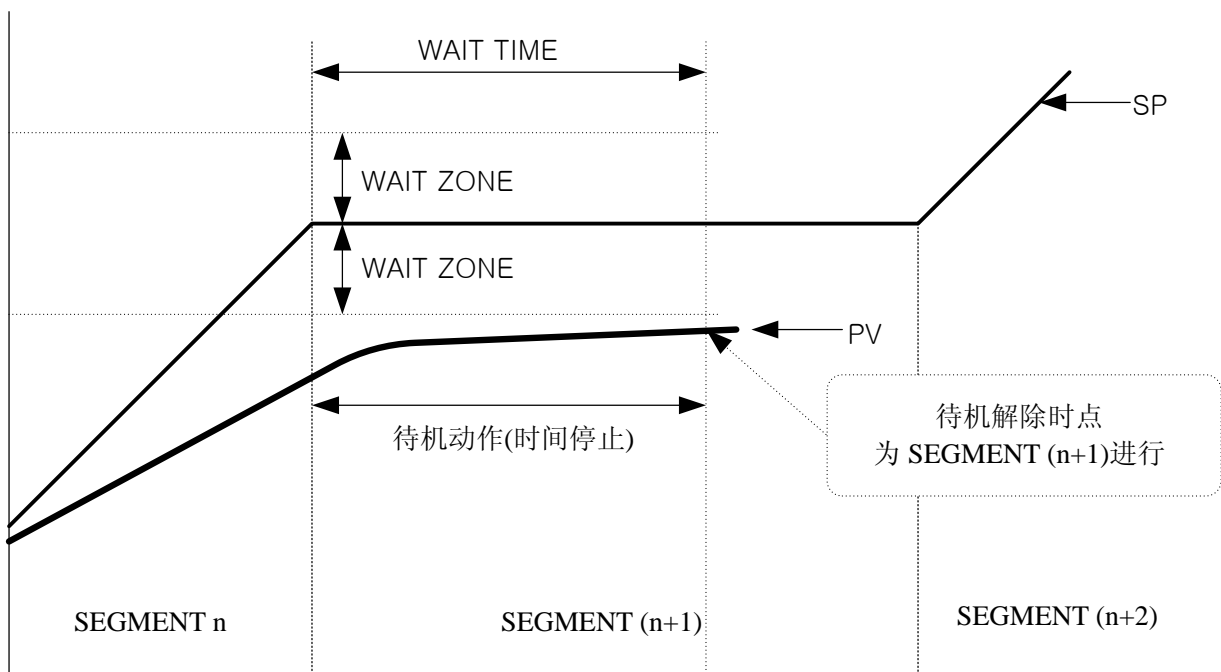 WAIT TIME
SP
WAIT ZONE
WAIT ZONE
PV
待机动作(时间停止)
待机解除时点
为 SEGMENT (n+1)进行
SEGMENT n
SEGMENT (n+1)
SEGMENT (n+2)